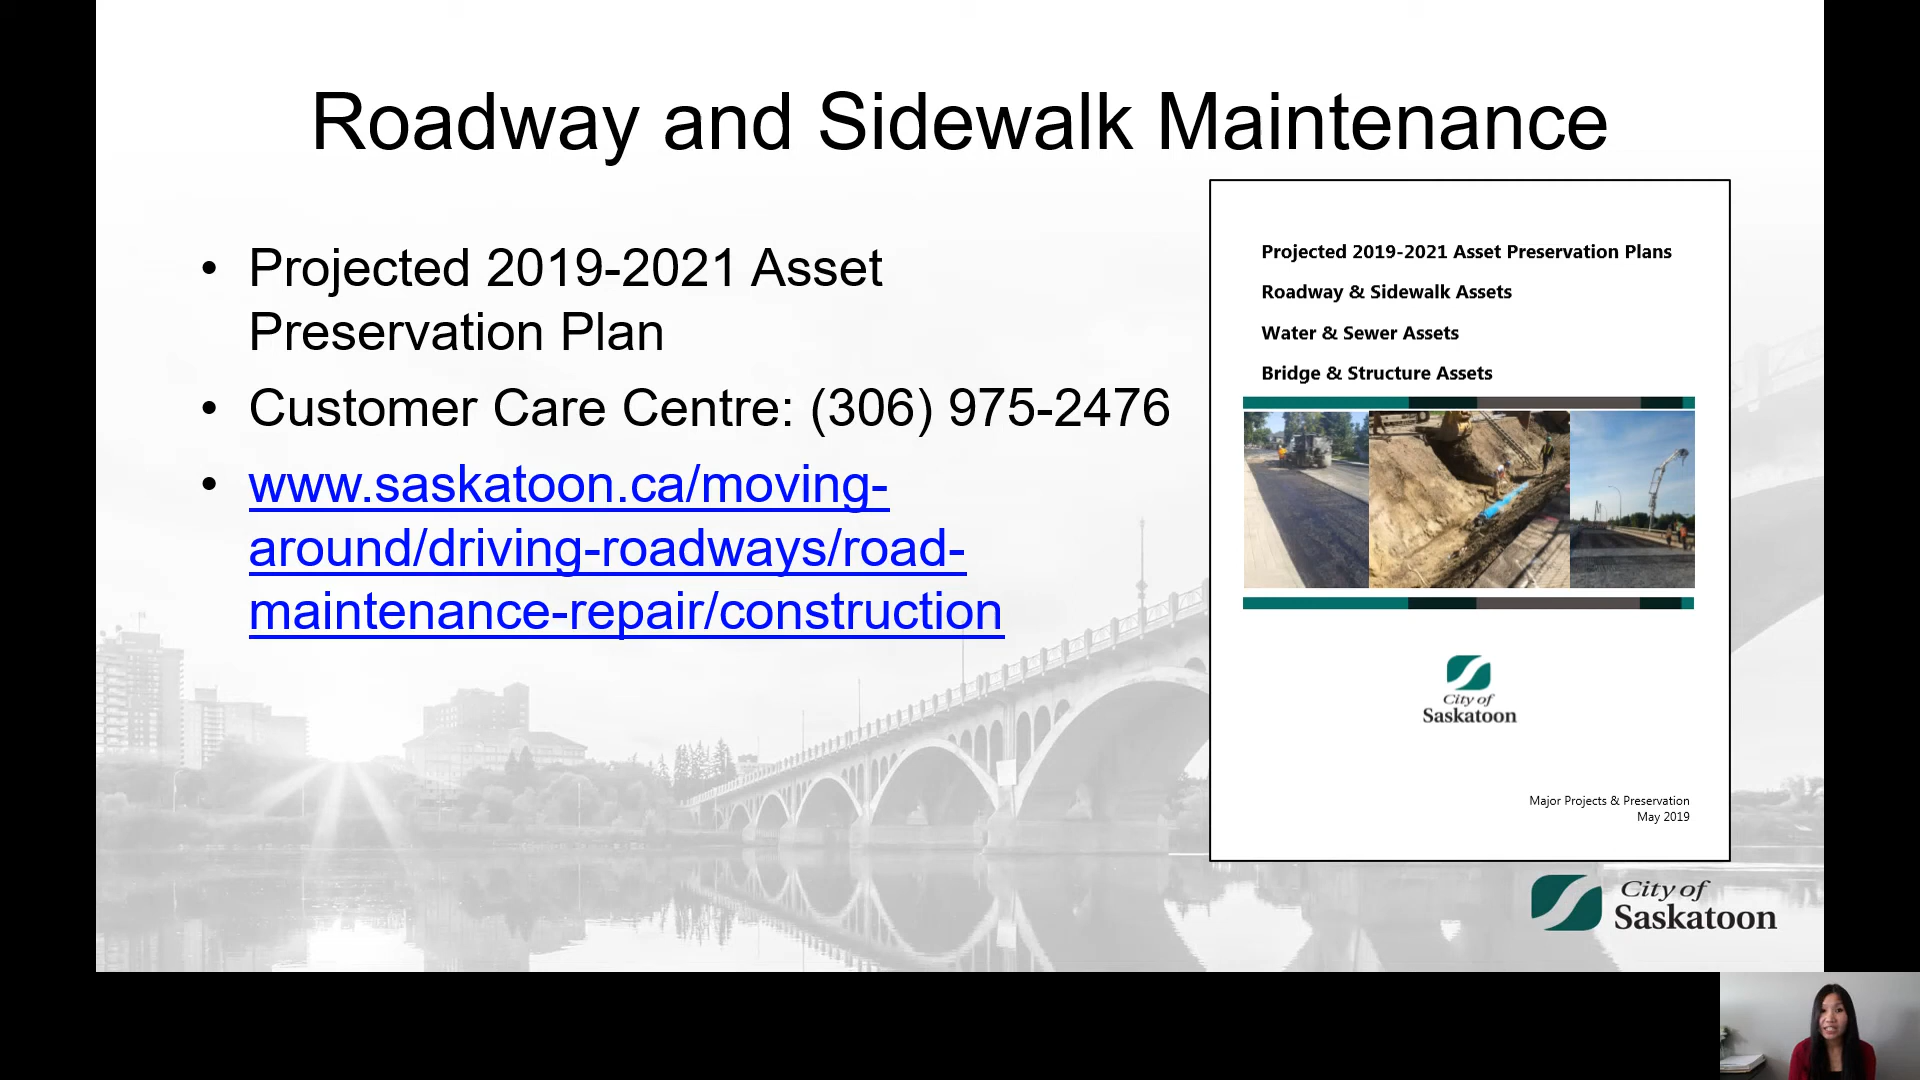 Roadway and Sidewalk Maintenance
• Projected 2019-2021 Asset
Preservation Plan
• Customer Care Centre: (306) 975-2476
• www.saskatoon.ca/moving-
around/driving-roadways/road-
maintenance-repair/construction
Projected 2019-2021 Asset Preservation Plans
Roadway & Sidewalk Assets
Water & Sewer Assets
Bridge & Structure Assets
City of
Saskatoon
Major Projects & Preservation
May 2019
City of
Saskatoon